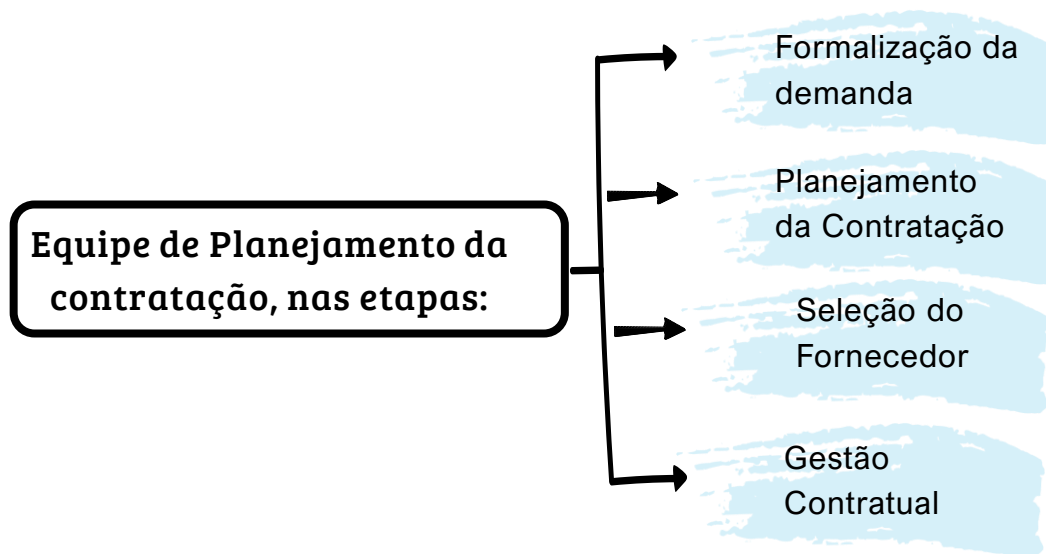 Equipe de Planejamento da
contratação, nas etapas:
Formalização da
demanda
Planejamento
da Contratação
Seleção do
Fornecedor
Gestão
Contratual